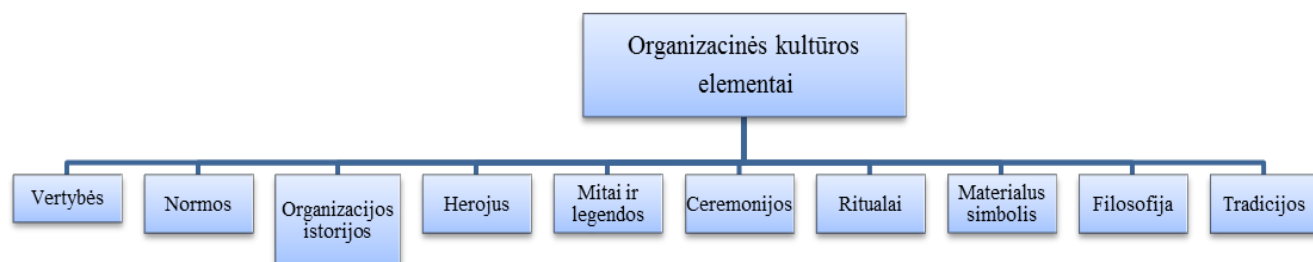 Organizacinės kultūros
elementai
Vertybės
Normos
Organizacijos
istorijos
Herojus
Mitai ir
legendos
Ceremonijos
Ritualai
Materialus
simbolis
Filosofija
Tradicijos